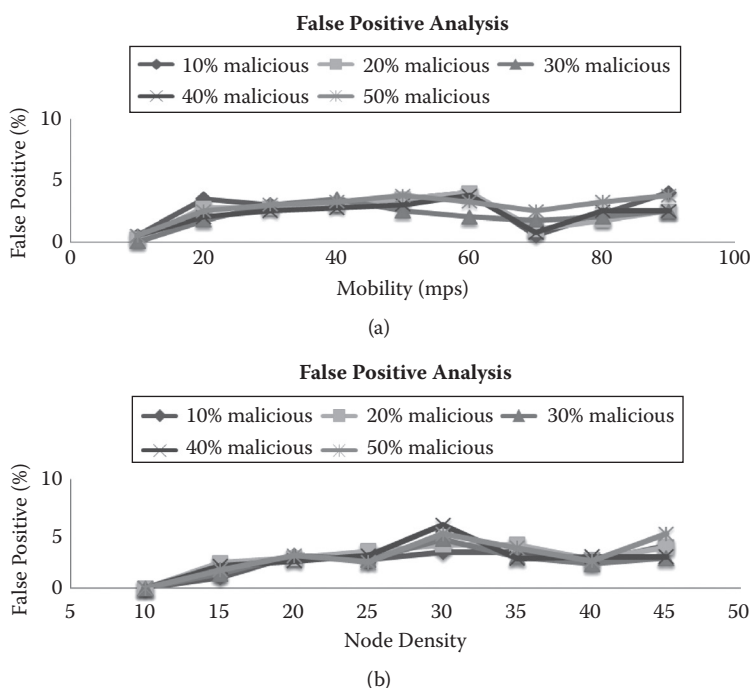 False Positive Analysis
10% malicious 20% malicious 30% malicious
40% malicious 50% malicious
False Positive (%)
10
5
0
0 20 40 60 80 100
Mobility (mps)
(a)
False Positive Analysis
10% malicious 20% malicious 30% malicious
40% malicious 50% malicious
False Positive (%)
10
5
0
5 10 15 20 25 30 35 40 45 50
Node Density
(b)